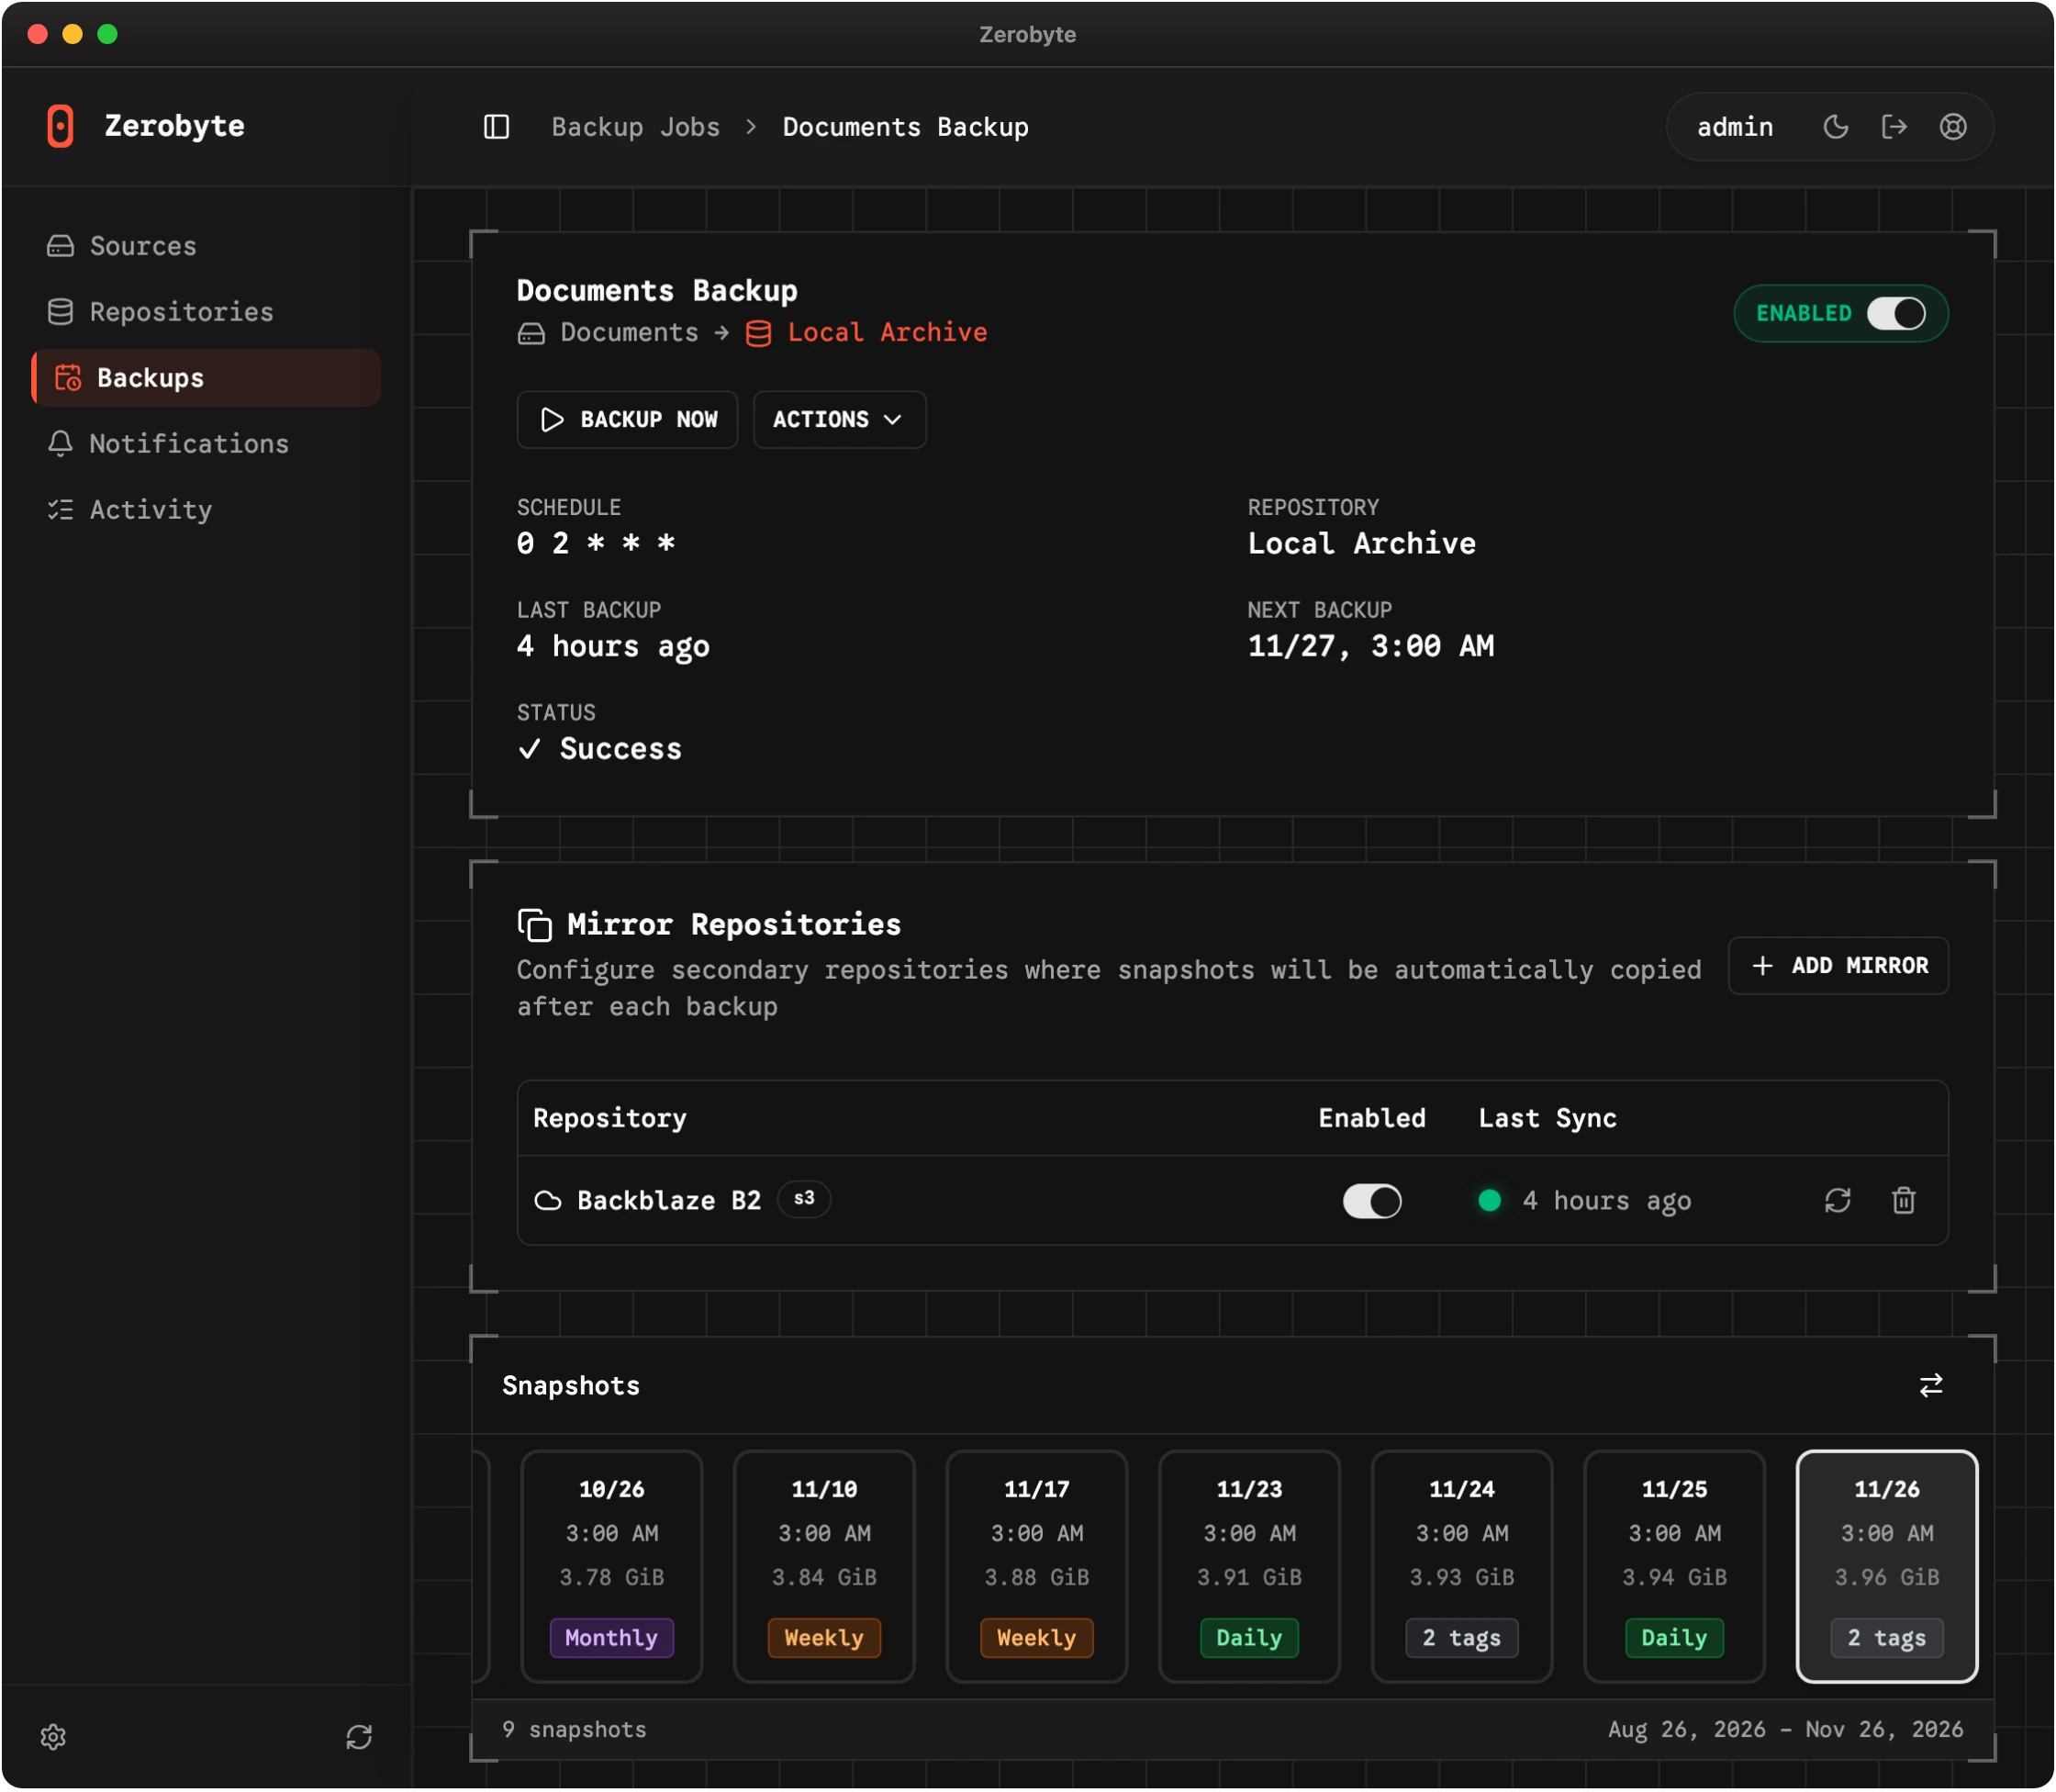 Zerobyte
Zerobyte
Backup Jobs > Documents Backup
admin
Sources
Repositories
Backups
Notifications
Activity
Documents Backup
Documents → Local Archive
ENABLED
BACKUP NOW
ACTIONS
SCHEDULE
0 2 * * *
REPOSITORY
Local Archive
LAST BACKUP
4 hours ago
NEXT BACKUP
11/27, 3:00 AM
STATUS
✓ Success
Mirror Repositories
Configure secondary repositories where snapshots will be automatically copied
after each backup
+ ADD MIRROR
Repository Enabled Last Sync
Backblaze B2 s3 4 hours ago
Snapshots
10/26
3:00 AM
3.78 GiB
Monthly
11/10
3:00 AM
3.84 GiB
Weekly
11/17
3:00 AM
3.88 GiB
Weekly
11/23
3:00 AM
3.91 GiB
Daily
11/24
3:00 AM
3.93 GiB
2 tags
11/25
3:00 AM
3.94 GiB
Daily
11/26
3:00 AM
3.96 GiB
2 tags
9 snapshots
Aug 26, 2026 – Nov 26, 2026